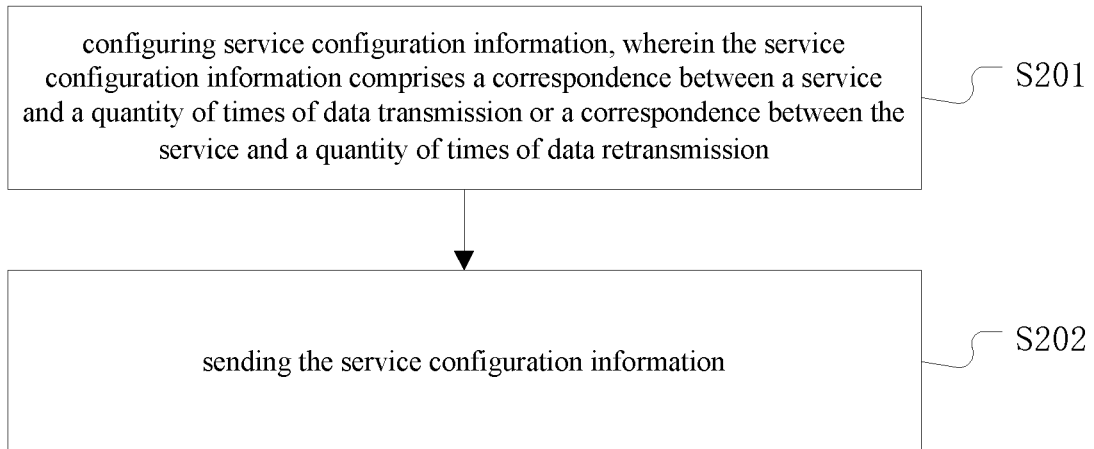 configuring service configuration information, wherein the service
configuration information comprises a correspondence between a service
and a quantity of times of data transmission or a correspondence between the
service and a quantity of times of data retransmission
S201
sending the service configuration information
S202